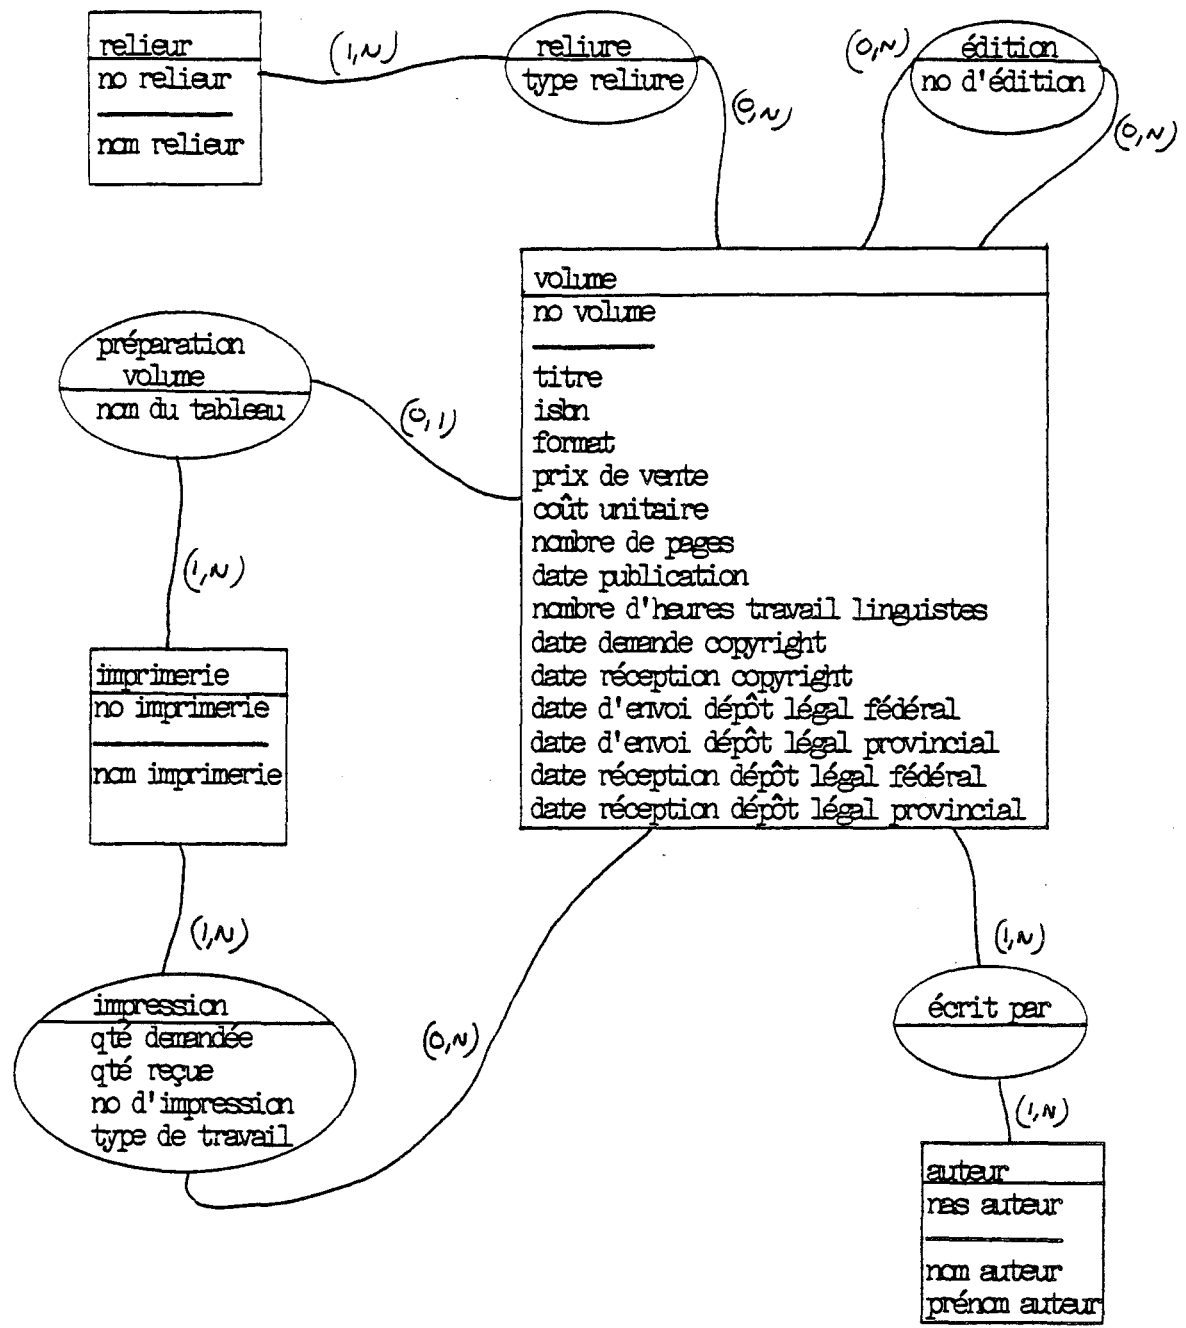 relieur
no relieur
nom relieur
(1,N)
reliure
type reliure
(0,N)
(0,N)
édition
no d'édition
(0,N)
volume
no volume
titre
isbn
format
prix de vente
coût unitaire
nombre de pages
date publication
nombre d'heures travail linguistes
date demande copyright
date réception copyright
date d'envoi dépôt légal fédéral
date d'envoi dépôt légal provincial
date réception dépôt légal fédéral
date réception dépôt légal provincial
préparation
volume
nom du tableau
(0,1)
(1,N)
imprimerie
no imprimerie
nom imprimerie
(1,N)
impression
qté demandée
qté reçue
no d'impression
type de travail
(0,N)
(1,N)
écrit par
(1,N)
auteur
nas auteur
nom auteur
prénom auteur